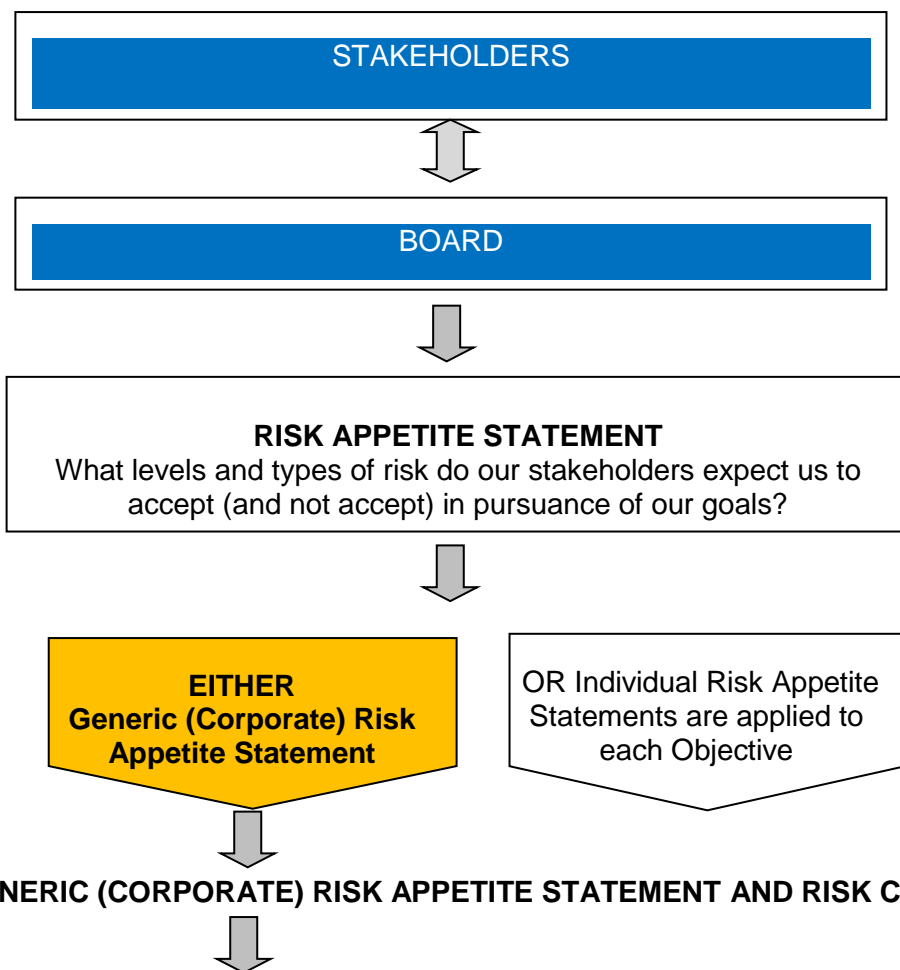 STAKEHOLDERS
BOARD
RISK APPETITE STATEMENT
What levels and types of risk do our stakeholders expect us to
accept (and not accept) in pursuance of our goals?
EITHER
Generic (Corporate) Risk
Appetite Statement
OR Individual Risk Appetite
Statements are applied to
each Objective
(CORPORATE) RISK APPETITE STATEMENT AND RISK